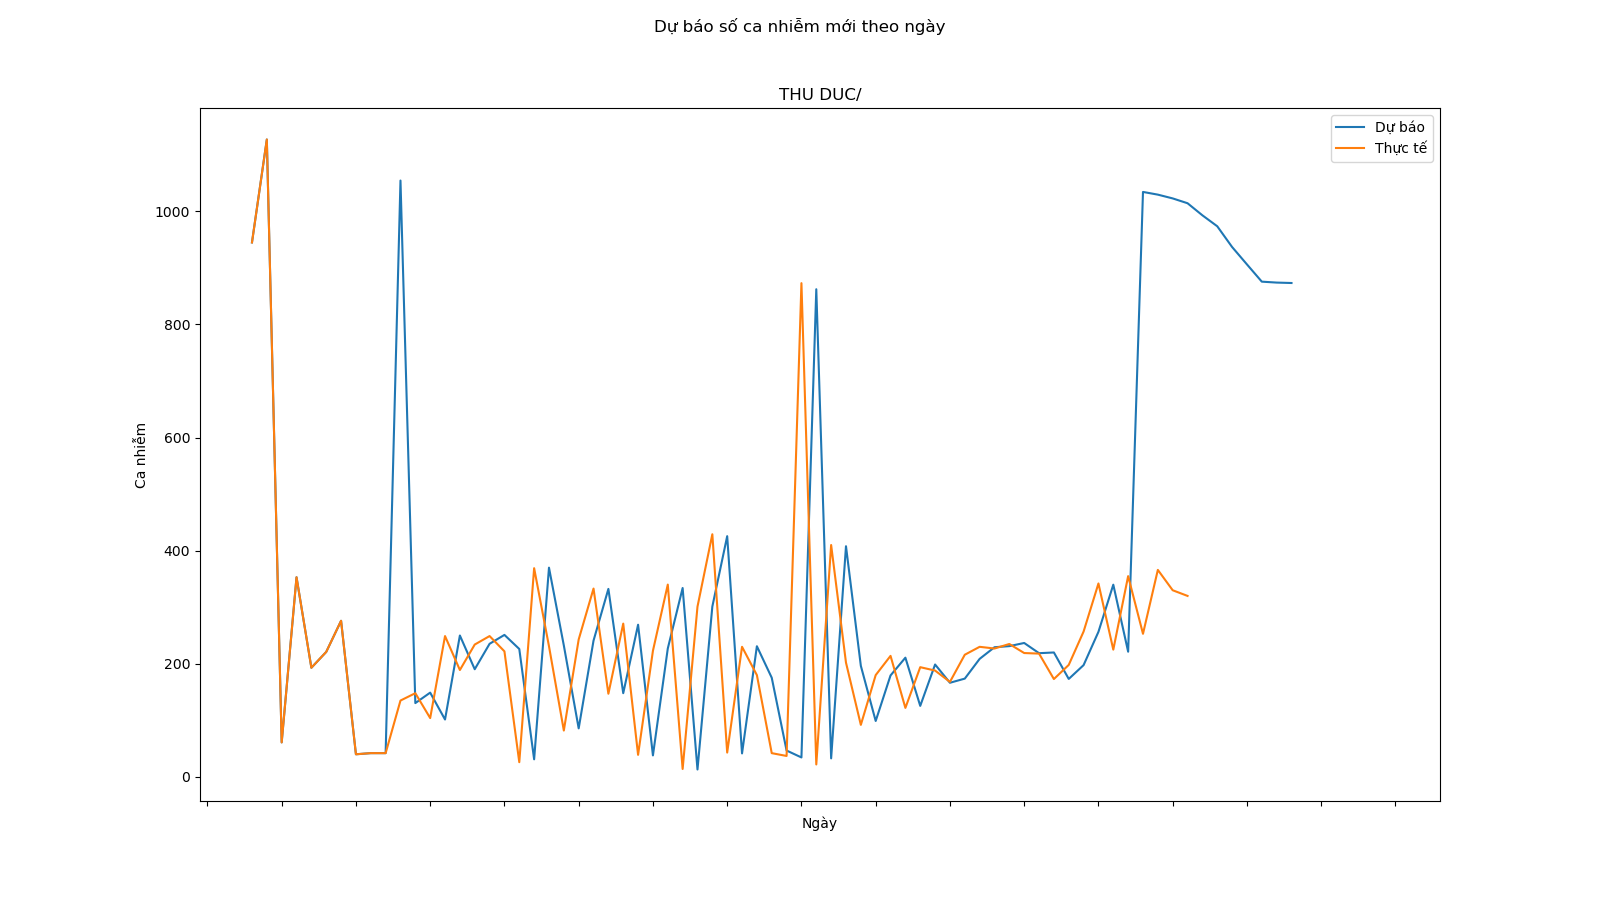 Dự báo số ca nhiễm mới theo ngày
THU DUC/
Dự báo
Thực tế
1000
800
600
400
200
0
Ca nhiễm
Ngày